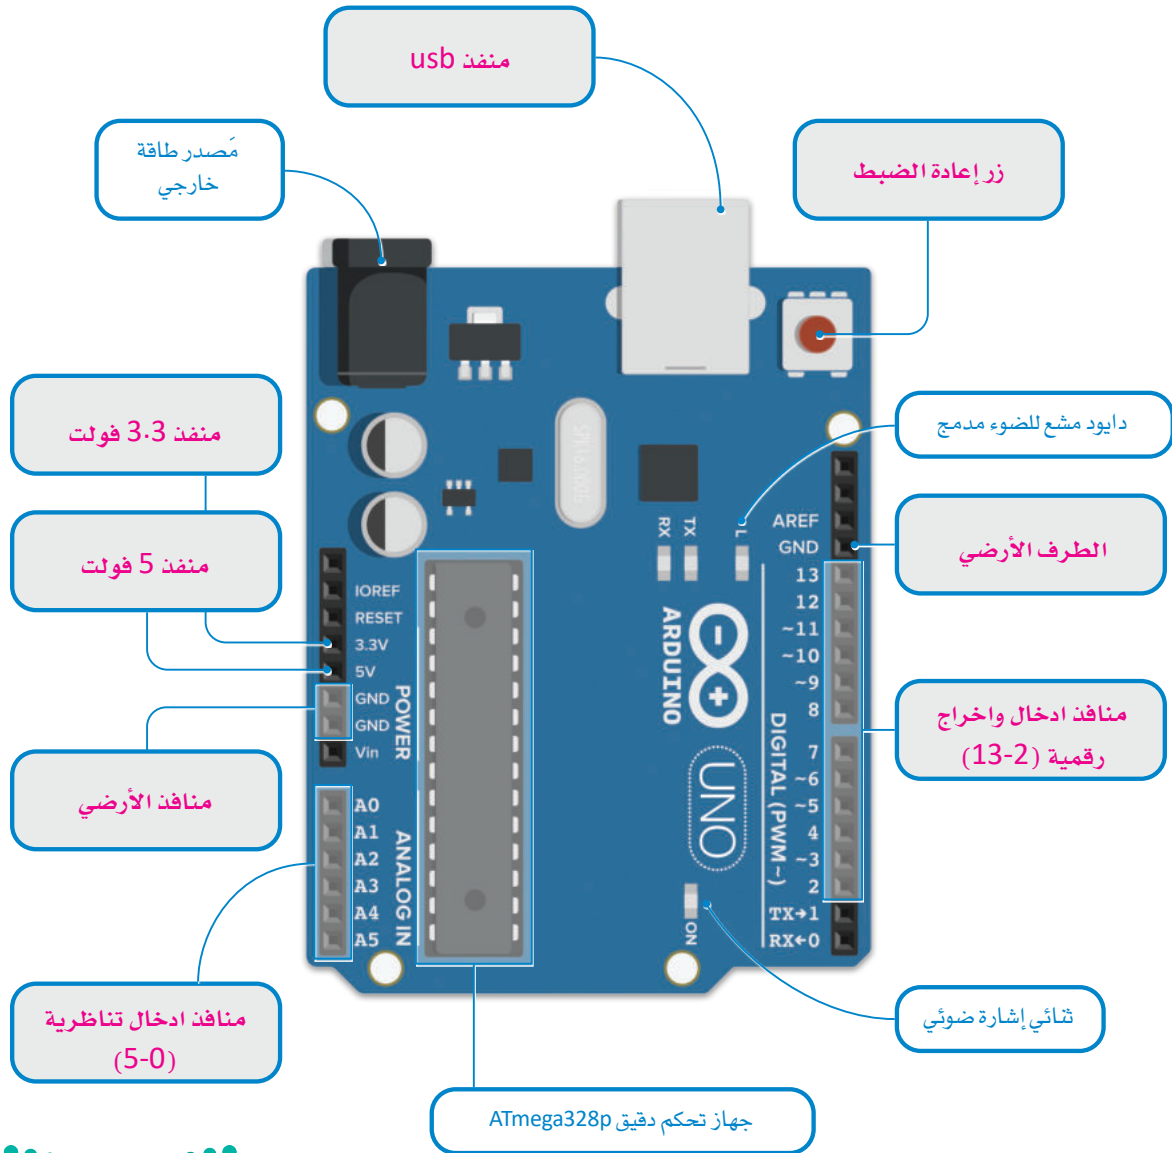 منفذ usb
مَصدر طاقة
خارجي
زر إعادة الضبط
منفذ 3.3 فولت
دايود مشع للضوء مدمج
منفذ 5 فولت
الطرف الأرضي
منافذ ادخال واخراج
رقمية (2-13)
منافذ الأرضي
منافذ ادخال تناظرية
(0-5)
ثنائي إشارة ضوئي
جهاز تحكم دقيق ATmega328p
SPK16.000G
RX
TX
L
AREF
GND
13
12
~11
~10
~9
8
7
~6
~5
4
~3
2
TX→1
RX←0
DIGITAL (PWM ~)
IOREF
RESET
3.3V
5V
GND
GND
Vin
POWER
A0
A1
A2
A3
A4
A5
ANALOG IN
ARDUINO
UNO
ON